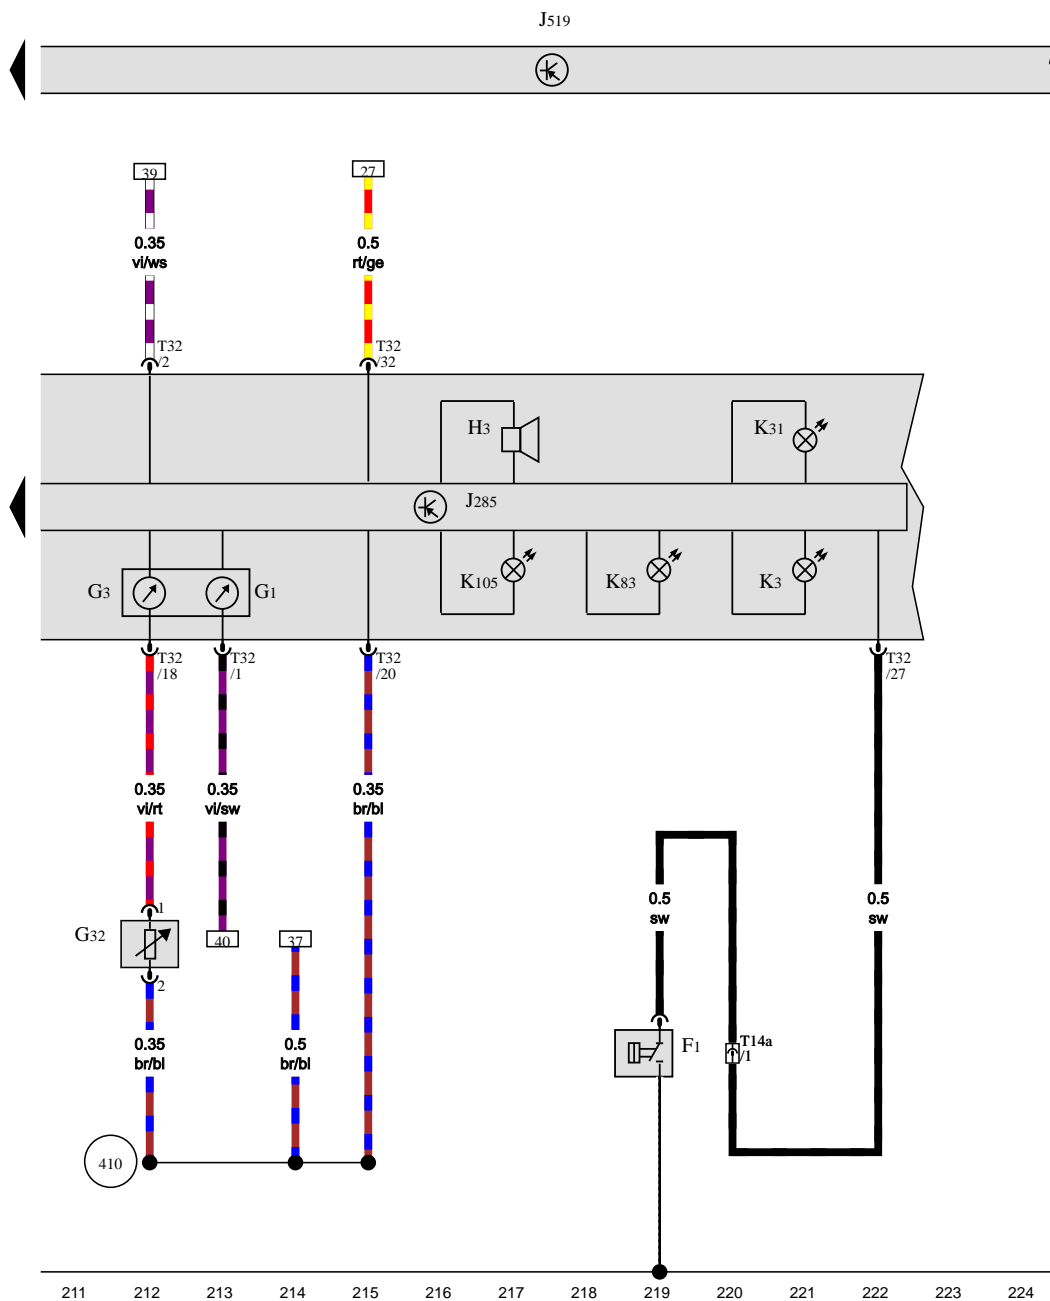 J519
39
27
0.35
vi/ws
0.5
rt/ge
T32
/2
T32
/32
H3
K31
J285
K105
K83
K3
G3
G1
T32
/18
T32
/1
T32
/20
T32
/27
0.35
vi/rt
0.35
vi/sw
0.35
br/bl
0.5
sw
0.5
sw
1
G32
40
37
2
0.35
br/bl
0.5
br/bl
F1
T14a
/1
410
211 212 213 214 215 216 217 218 219 220 221 222 223 224